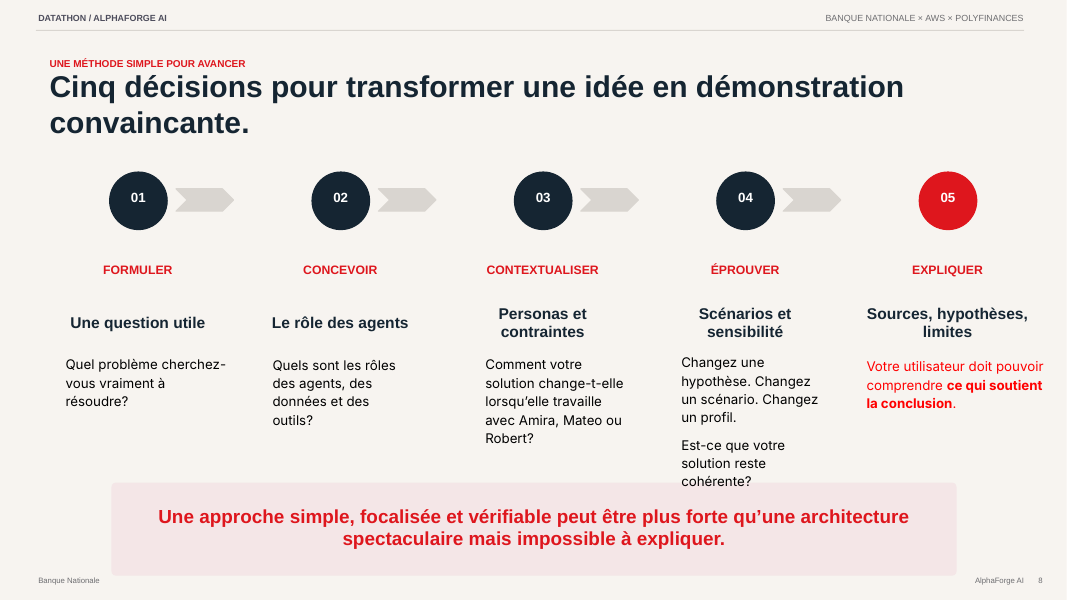 DATATHON / ALPHAFORGE AI
BANQUE NATIONALE × AWS × POLYFINANCES
UNE MÉTHODE SIMPLE POUR AVANCER
Cinq décisions pour transformer une idée en démonstration
convaincante.
01
02
03
04
05
FORMULER
CONCEVOIR
CONTEXTUALISER
ÉPROUVER
EXPLIQUER
Une question utile
Le rôle des agents
Personas et
contraintes
Scénarios et
sensibilité
Sources, hypothèses,
limites
Quel problème cherchez-
vous vraiment à
résoudre?
Quels sont les rôles
des agents, des
données et des
outils?
Comment votre
solution change-t-elle
lorsqu’elle travaille
avec Amira, Mateo ou
Robert?
Changez une
hypothèse. Changez
un scénario. Changez
un profil.
Est-ce que votre
solution reste
cohérente?
Votre utilisateur doit pouvoir
comprendre ce qui soutient
la conclusion.
Une approche simple, focalisée et vérifiable peut être plus forte qu’une architecture
spectaculaire mais impossible à expliquer.
Banque Nationale
AlphaForge AI
8